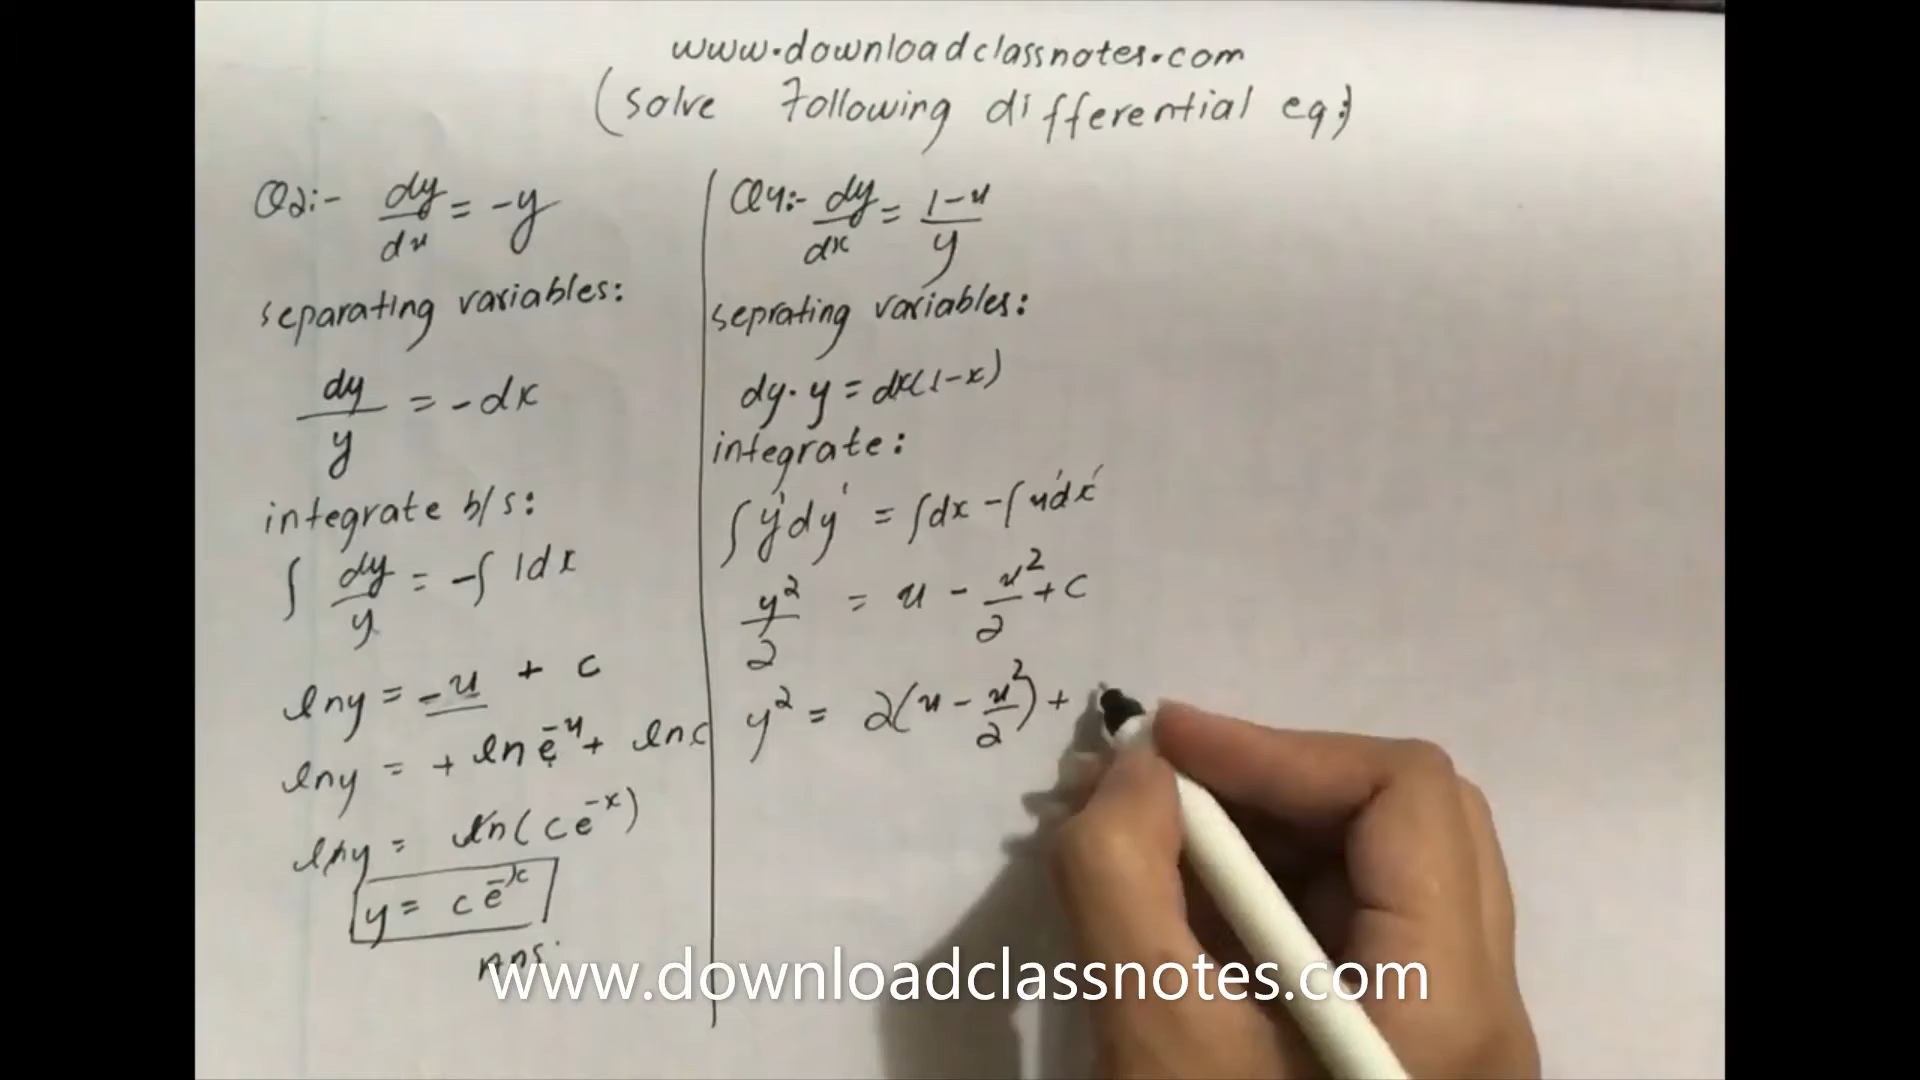 www.downloadclassnotes.com
(solve Following differential eq:)
Q2:- dy/dx = -y
separating variables:
dy/y = -dx
integrate b/s:
∫ dy/y = -∫ 1dx
lny = -x + c
lny = + ln e^-x + lnc
lny = ln(ce^-x)
y = ce^-x
Ans.
Q4:- dy/dx = 1-x/y
seprating variables:
dy·y = dx(1-x)
integrate:
∫y'dy' = ∫dx - ∫x'dx'
y²/2 = x - x²/2 + c
y² = 2(x - x²/2) +
www.downloadclassnotes.com